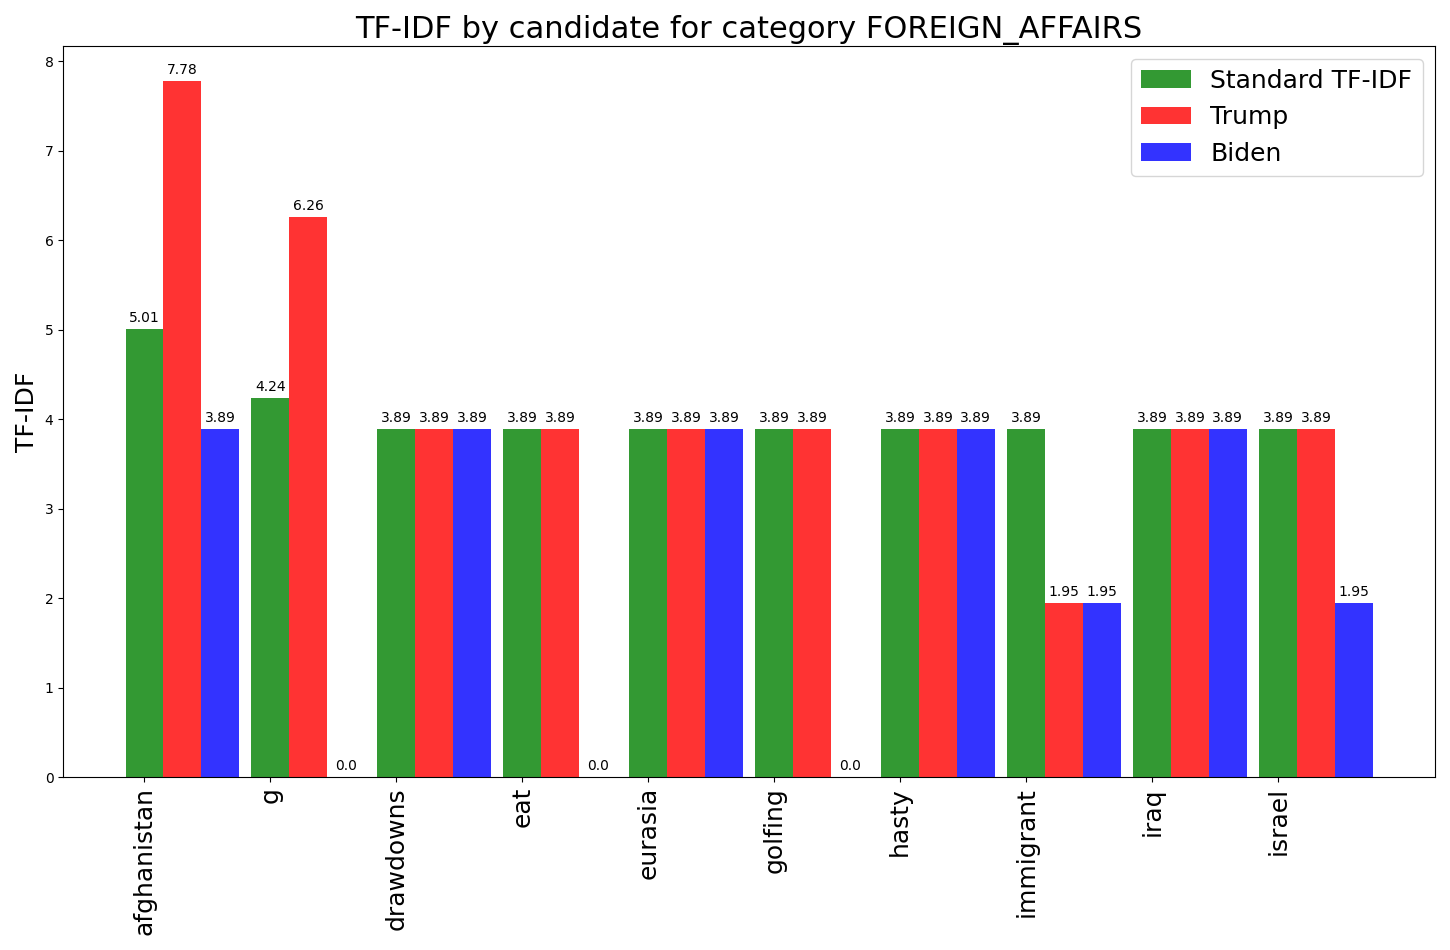 TF-IDF by candidate for category FOREIGN_AFFAIRS
Standard TF-IDF
Trump
Biden
TF-IDF
8
7
6
5
4
3
2
1
0
5.01
7.78
3.89
4.24
6.26
0.0
3.89
3.89
3.89
3.89
3.89
0.0
3.89
3.89
3.89
3.89
3.89
0.0
3.89
3.89
3.89
3.89
1.95
1.95
3.89
3.89
3.89
3.89
3.89
1.95
afghanistan
g
drawdowns
eat
eurasia
golfing
hasty
immigrant
iraq
israel